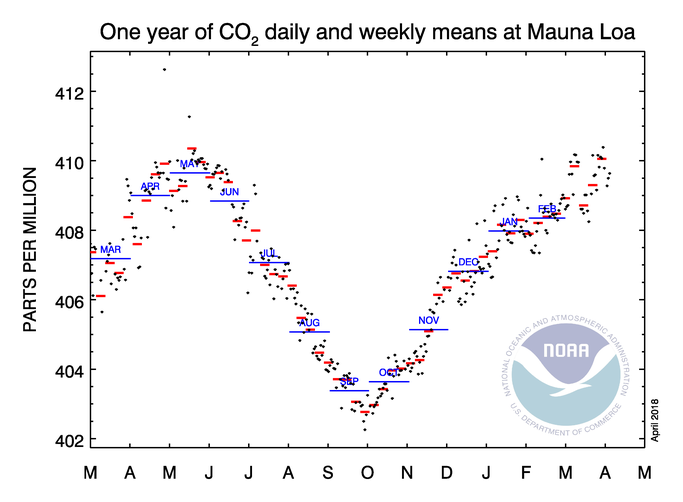 One year of CO2 daily and weekly means at Mauna Loa
PARTS PER MILLION
412
410
408
406
404
402
MAR
APR
MAY
JUN
JUL
AUG
SEP
OCT
NOV
DEC
JAN
FEB
M A M J J A S O N D J F M A M
NATIONAL OCEANIC AND ATMOSPHERIC ADMINISTRATION
NOAA
U.S. DEPARTMENT OF COMMERCE
April 2018